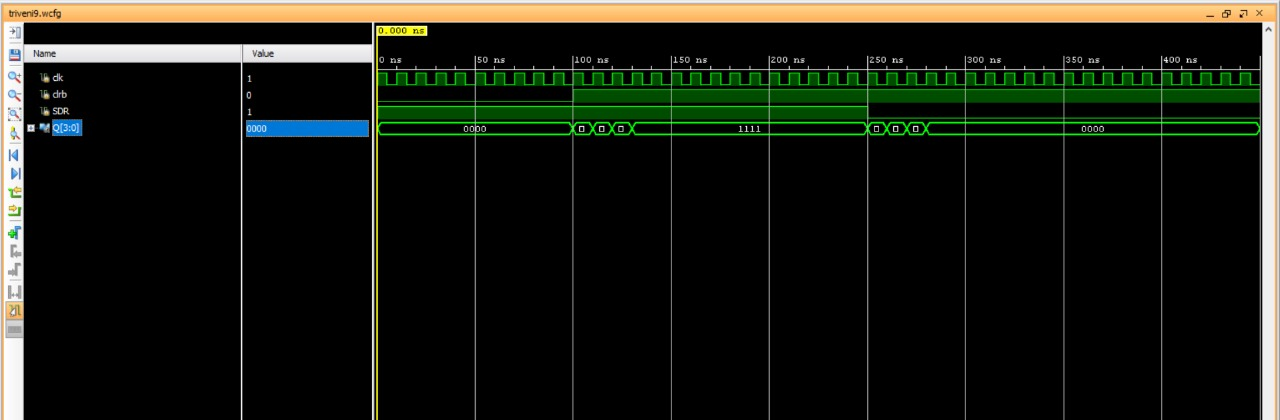 triveni9.wcfg
0.000 ns
Name Value
0 ns 50 ns 100 ns 150 ns 200 ns 250 ns 300 ns 350 ns 400 ns
clk 1
clrb 0
SDR 1
Q[3:0] 0000 0000 1111 0000